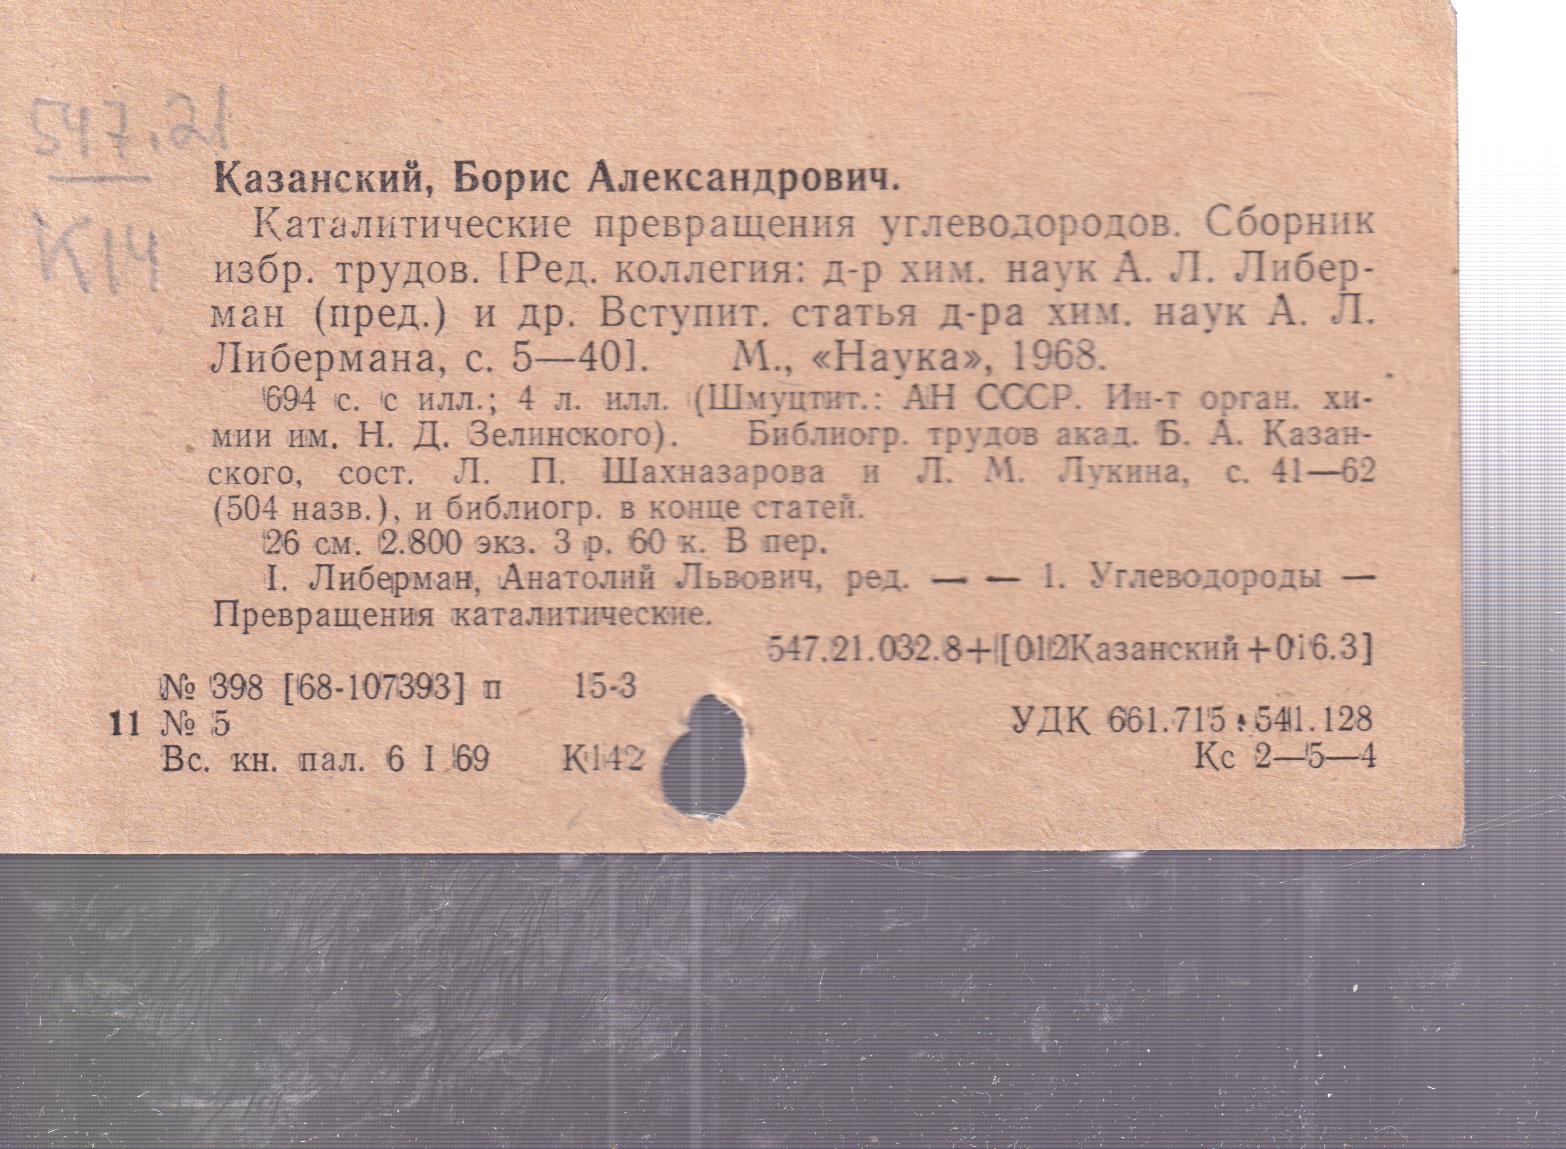 547.21
К14
Казанский, Борис Александрович.
Каталитические превращения углеводородов. Сборник
избр. трудов. [Ред. коллегия: д-р хим. наук А. Л. Либер-
ман (пред.) и др. Вступит. статья д-ра хим. наук А. Л.
Либермана, с. 5—40]. М., «Наука», 1968.
694 с. с илл.; 4 л. илл. (Шмуцтит.: АН СССР. Ин-т орган. хи-
мии им. Н. Д. Зелинского). Библиогр. трудов акад. Б. А. Казан-
ского, сост. Л. П. Шахназарова и Л. М. Лукина, с. 41—62
(504 назв.), и библиогр. в конце статей.
26 см. 2.800 экз. 3 р. 60 к. В пер.
I. Либерман, Анатолий Львович, ред. — — 1. Углеводороды —
Превращения каталитические.
547.21.032.8+[012Казанский+016.3]
№ 398 [68-107393] п 15-3
11 № 5 УДК 661.715:541.128
Вс. кн. пал. 6 I 69 К142 Кс 2—5—4